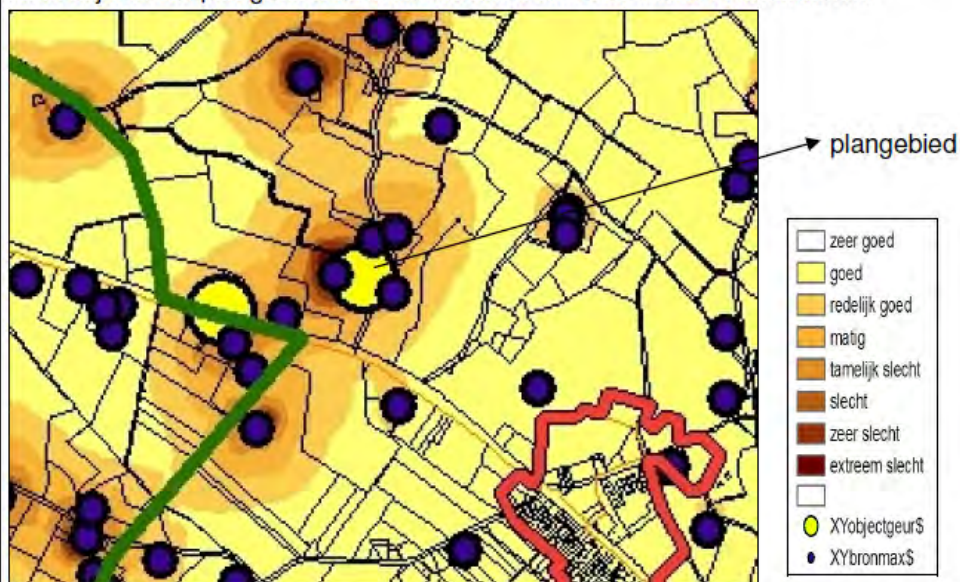 plangebied
zeer goed
goed
redelijk goed
matig
tamelijk slecht
slecht
zeer slecht
extreem slecht
XYobjectgeur$
XYbronmax$